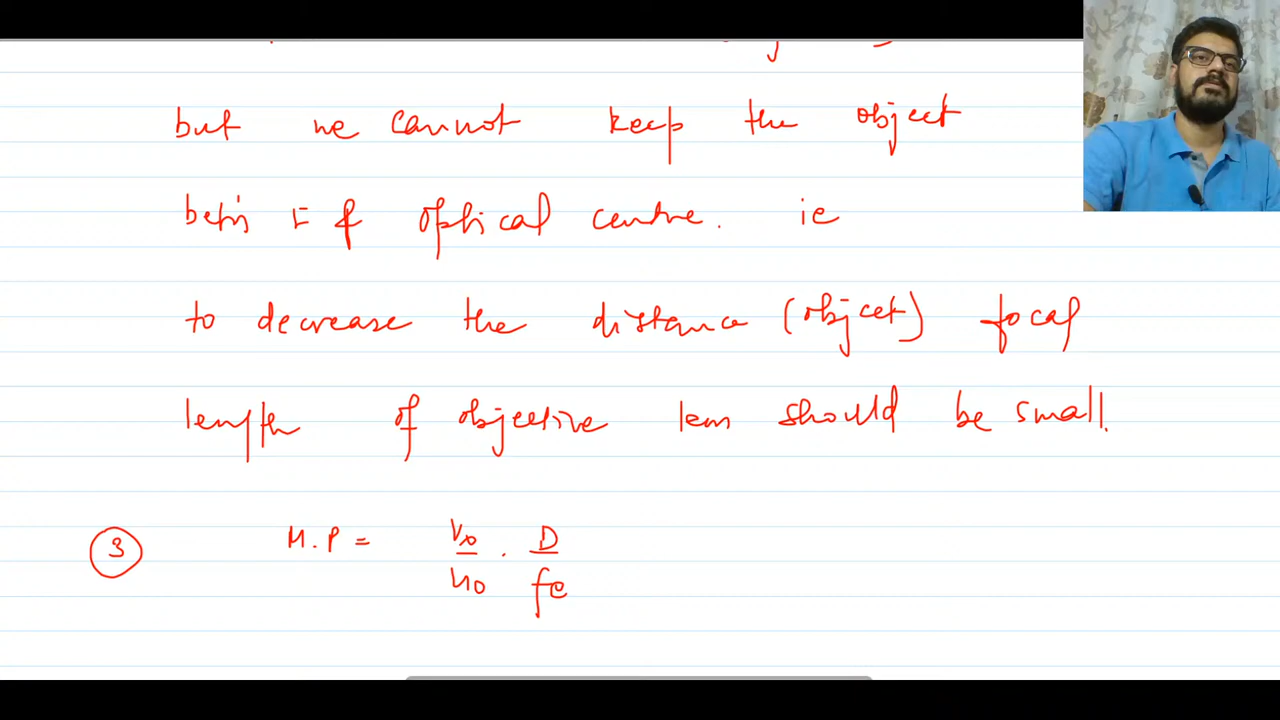 but we cannot keep the object
betn F & optical centre. ie
to decrease the distance (object) focal
length of objective lens should be small.
3 M.P = Vo/uo . D/fe